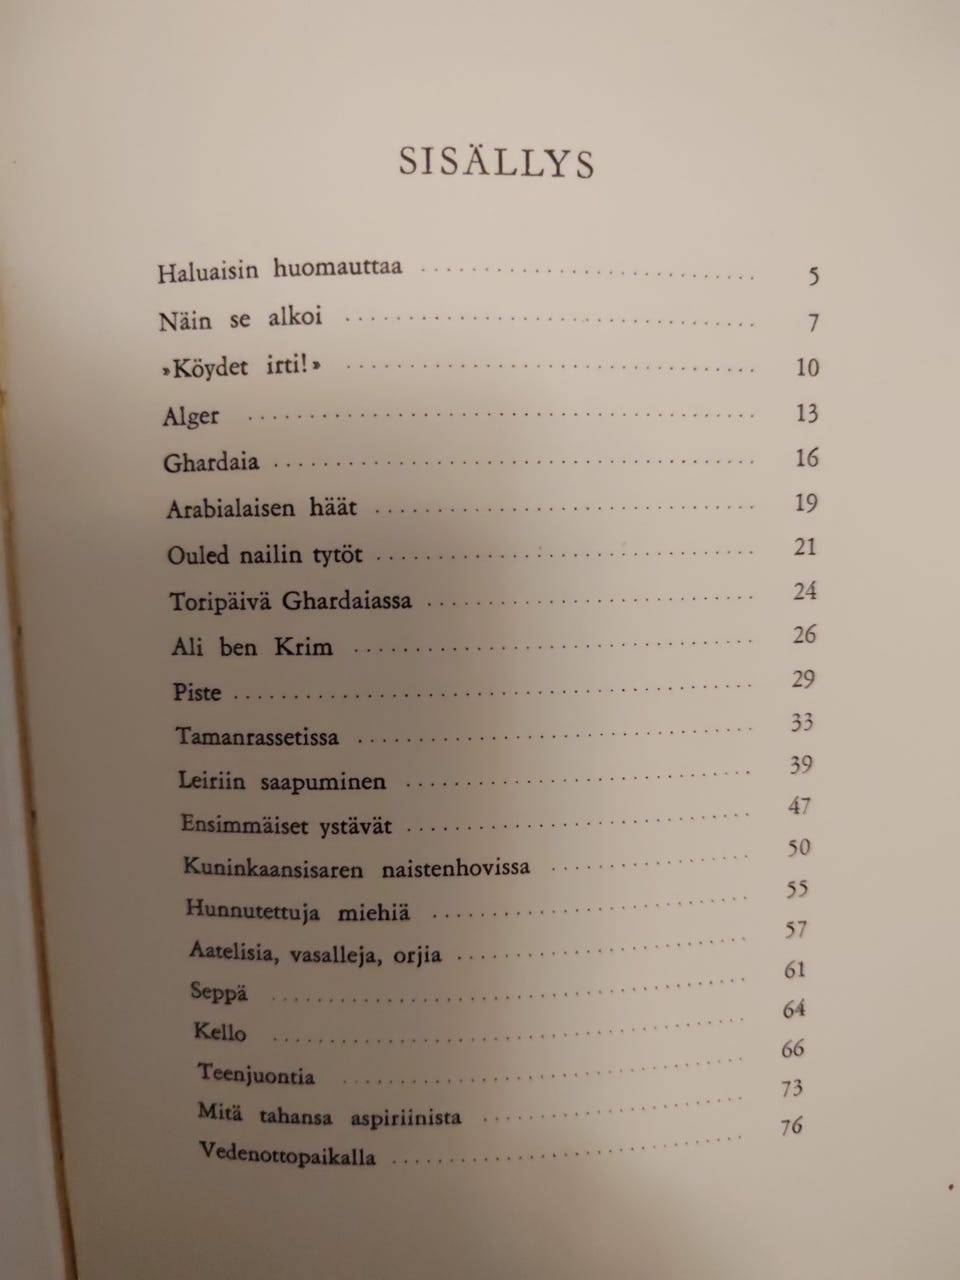 SISÄLLYS
Haluaisin huomauttaa . . . . . . . . . . . . . . . . . . . . . . . . . . . . 5
Näin se alkoi . . . . . . . . . . . . . . . . . . . . . . . . . . . . 7
»Köydet irti!» . . . . . . . . . . . . . . . . . . . . . . . . . . . . 10
Alger . . . . . . . . . . . . . . . . . . . . . . . . . . . . 13
Ghardaia . . . . . . . . . . . . . . . . . . . . . . . . . . . . 16
Arabialaisen häät . . . . . . . . . . . . . . . . . . . . . . . . . . . . 19
Ouled nailin tytöt . . . . . . . . . . . . . . . . . . . . . . . . . . . . 21
Toripäivä Ghardaiassa . . . . . . . . . . . . . . . . . . . . . . . . . . . . 24
Ali ben Krim . . . . . . . . . . . . . . . . . . . . . . . . . . . . 26
Piste . . . . . . . . . . . . . . . . . . . . . . . . . . . . 29
Tamanrassetissa . . . . . . . . . . . . . . . . . . . . . . . . . . . . 33
Leiriin saapuminen . . . . . . . . . . . . . . . . . . . . . . . . . . . . 39
Ensimmäiset ystävät . . . . . . . . . . . . . . . . . . . . . . . . . . . . 47
Kuninkaansisaren naistenhovissa . . . . . . . . . . . . . . . . 50
Hunnutettuja miehiä . . . . . . . . . . . . . . . . . . . . . . . . . . 55
Aatelisia, vasalleja, orjia . . . . . . . . . . . . . . . . . . . . . . . . 57
Seppä . . . . . . . . . . . . . . . . . . . . . . . . . . . . 61
Kello . . . . . . . . . . . . . . . . . . . . . . . . . . . . 64
Teenjuontia . . . . . . . . . . . . . . . . . . . . . . . . . . . . 66
Mitä tahansa aspiriinista . . . . . . . . . . . . . . . . . . . . . . 73
Vedenottopaikalla . . . . . . . . . . . . . . . . . . . . . . . . . . . . 76